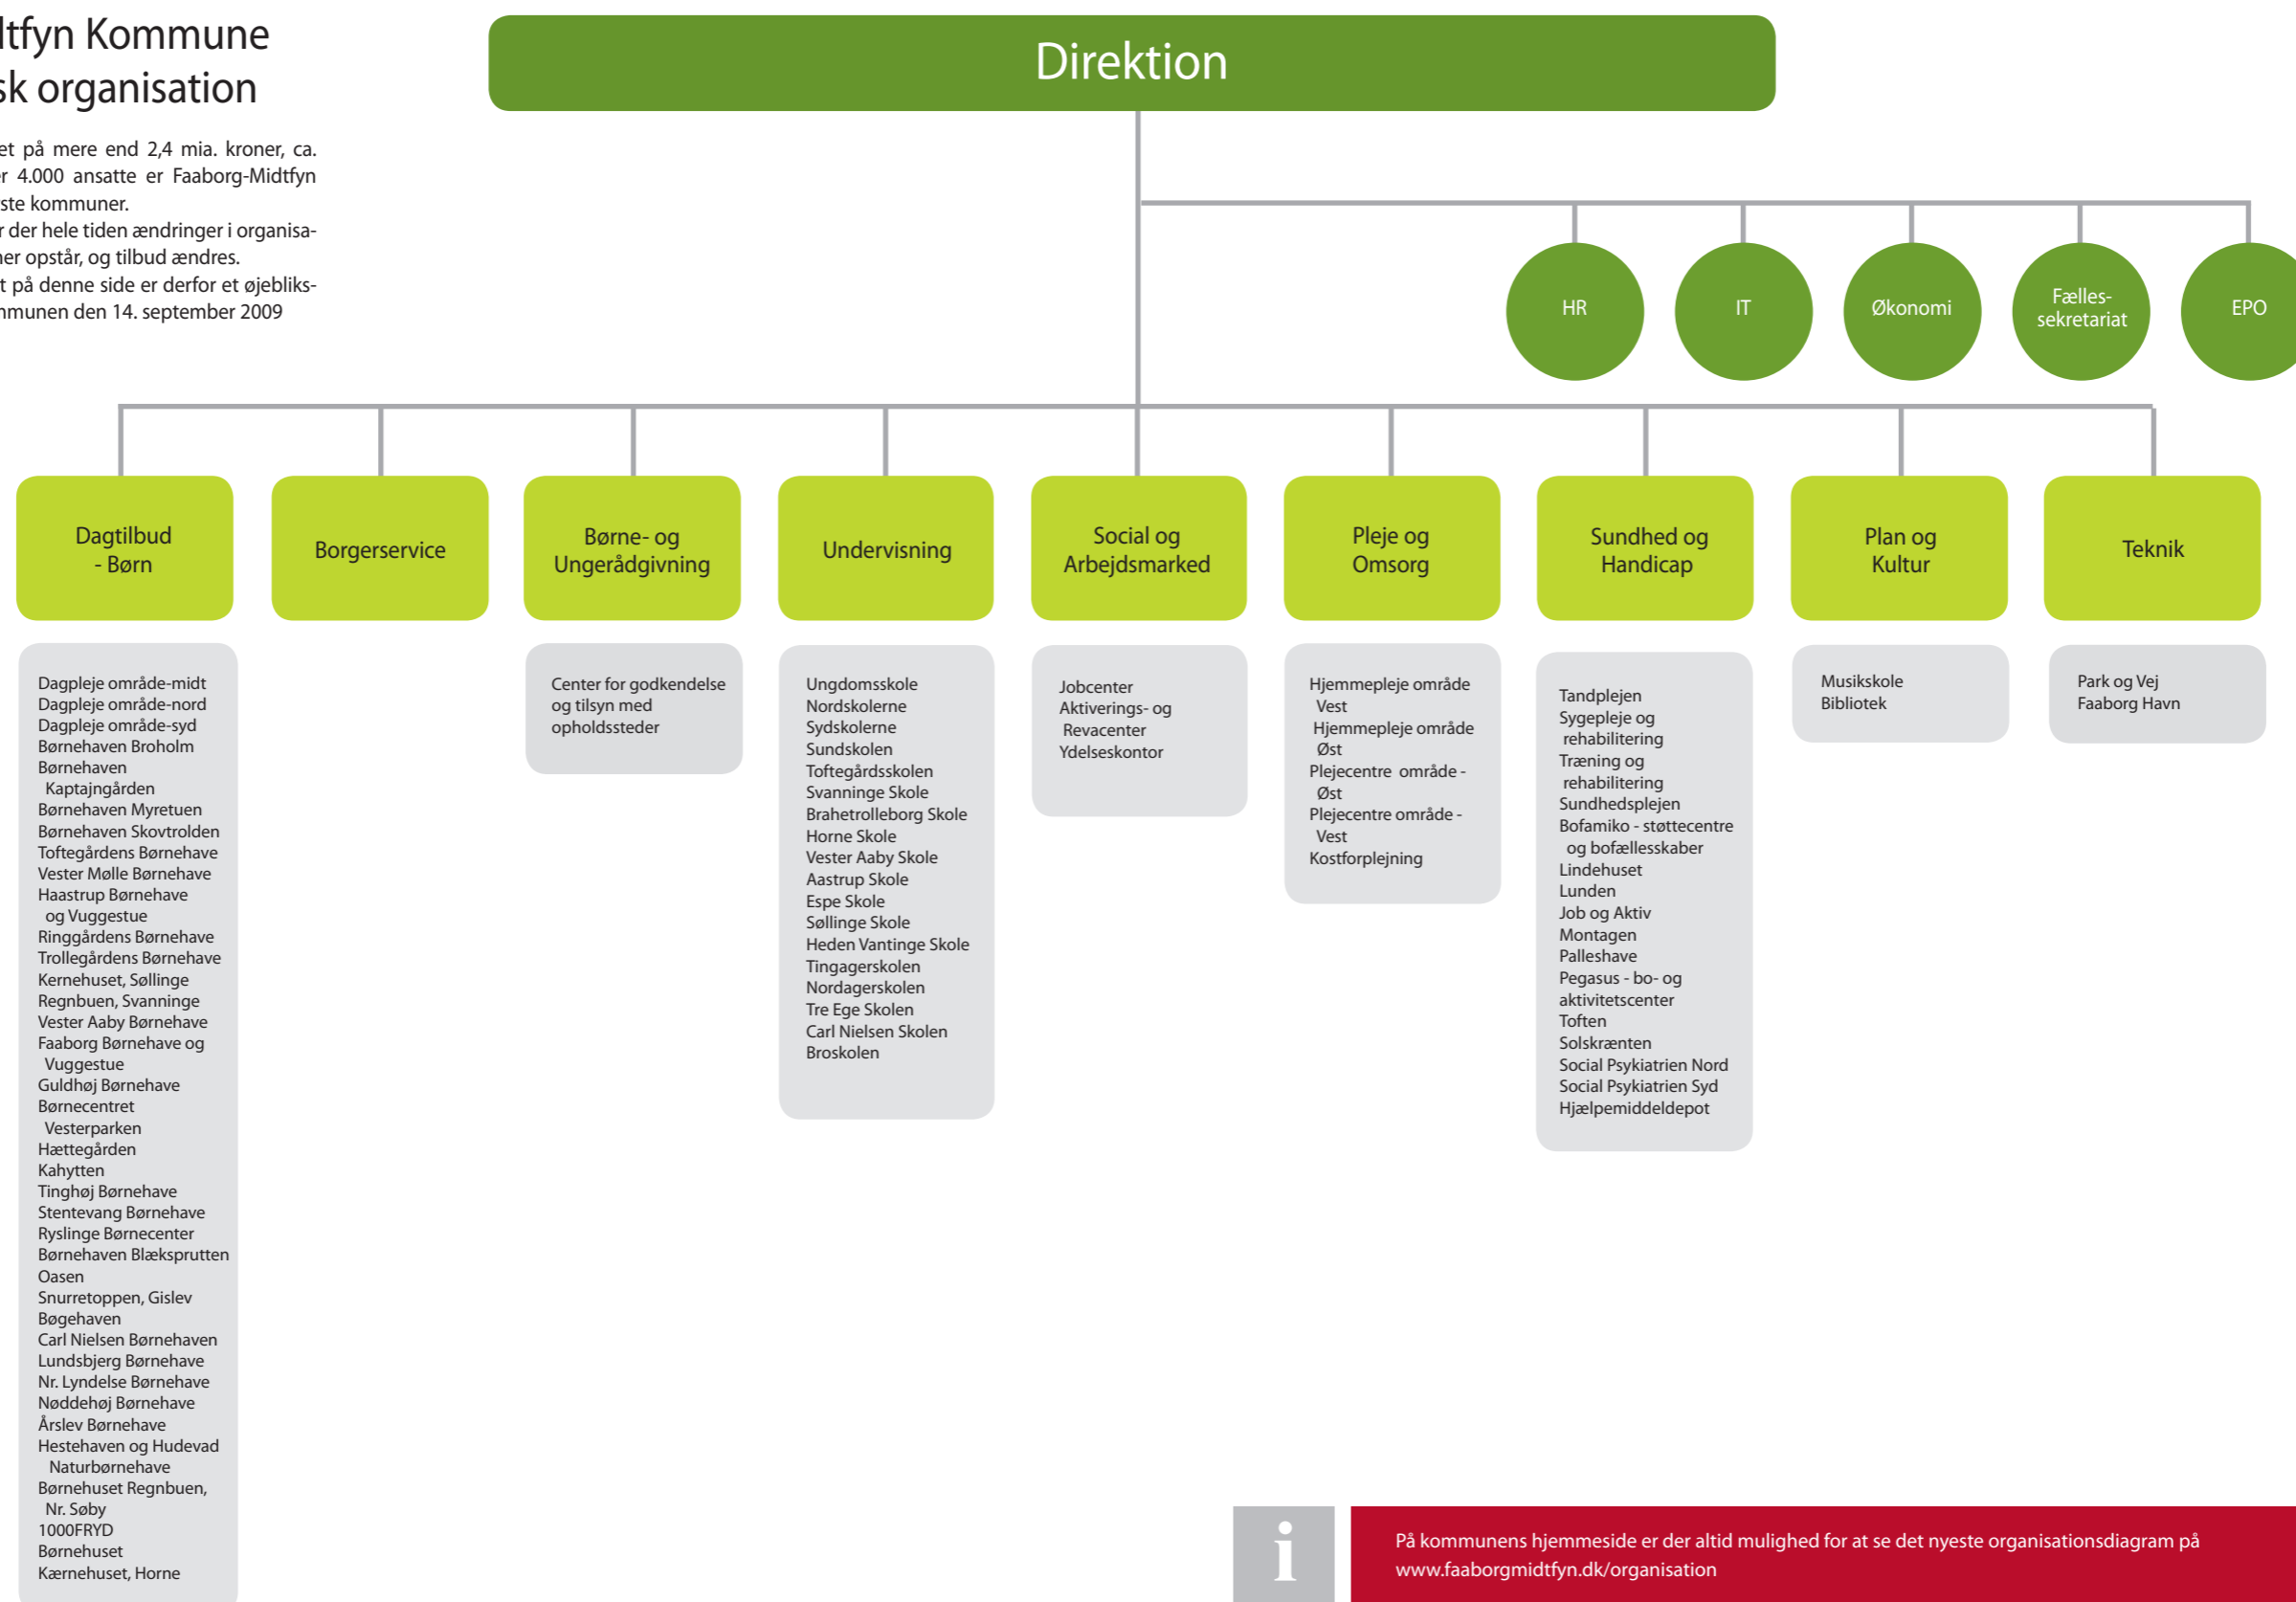 dtfyn Kommune
sk organisation
et på mere end 2,4 mia. kroner, ca.
er 4.000 ansatte er Faaborg-Midtfyn
rste kommuner.
r der hele tiden ændringer i organisa-
ner opstår, og tilbud ændres.
t på denne side er derfor et øjebliks-
mmunen den 14. september 2009
Direktion
HR
IT
Økonomi
Fælles-
sekretariat
EPO
Dagtilbud
- Børn
Borgerservice
Børne- og
Ungerådgivning
Undervisning
Social og
Arbejdsmarked
Pleje og
Omsorg
Sundhed og
Handicap
Plan og
Kultur
Teknik
Dagpleje område-midt
Dagpleje område-nord
Dagpleje område-syd
Børnehaven Broholm
Børnehaven
Kaptajngården
Børnehaven Myretuen
Børnehaven Skovtrolden
Toftegårdens Børnehave
Vester Mølle Børnehave
Haastrup Børnehave
og Vuggestue
Ringgårdens Børnehave
Trollegårdens Børnehave
Kernehuset, Søllinge
Regnbuen, Svanninge
Vester Aaby Børnehave
Faaborg Børnehave og
Vuggestue
Guldhøj Børnehave
Børnecentret
Vesterparken
Hættegården
Kahytten
Tinghøj Børnehave
Stentevang Børnehave
Ryslinge Børnecenter
Børnehaven Blæksprutten
Oasen
Snurretoppen, Gislev
Bøgehaven
Carl Nielsen Børnehaven
Lundsbjerg Børnehave
Nr. Lyndelse Børnehave
Nøddehøj Børnehave
Årslev Børnehave
Hestehaven og Hudevad
Naturbørnehave
Børnehuset Regnbuen,
Nr. Søby
1000FRYD
Børnehuset
Kærnehuset, Horne
Center for godkendelse
og tilsyn med
opholdssteder
Ungdomsskole
Nordskolerne
Sydskolerne
Sundskolen
Toftegårdsskolen
Svanninge Skole
Brahetrolleborg Skole
Horne Skole
Vester Aaby Skole
Aastrup Skole
Espe Skole
Søllinge Skole
Heden Vantinge Skole
Tingagerskolen
Nordagerskolen
Tre Ege Skolen
Carl Nielsen Skolen
Broskolen
Jobcenter
Aktiverings- og
Revacenter
Ydelseskontor
Hjemmepleje område
Vest
Hjemmepleje område
Øst
Plejecentre område -
Øst
Plejecentre område -
Vest
Kostforplejning
Tandplejen
Sygepleje og
rehabilitering
Træning og
rehabilitering
Sundhedsplejen
Bofamiko - støttecentre
og bofællesskaber
Lindehuset
Lunden
Job og Aktiv
Montagen
Palleshave
Pegasus - bo- og
aktivitetscenter
Toften
Solskrænten
Social Psykiatrien Nord
Social Psykiatrien Syd
Hjælpemiddeldepot
Musikskole
Bibliotek
Park og Vej
Faaborg Havn
i
På kommunens hjemmeside er der altid mulighed for at se det nyeste organisationsdiagram på
www.faaborgmidtfyn.dk/organisation